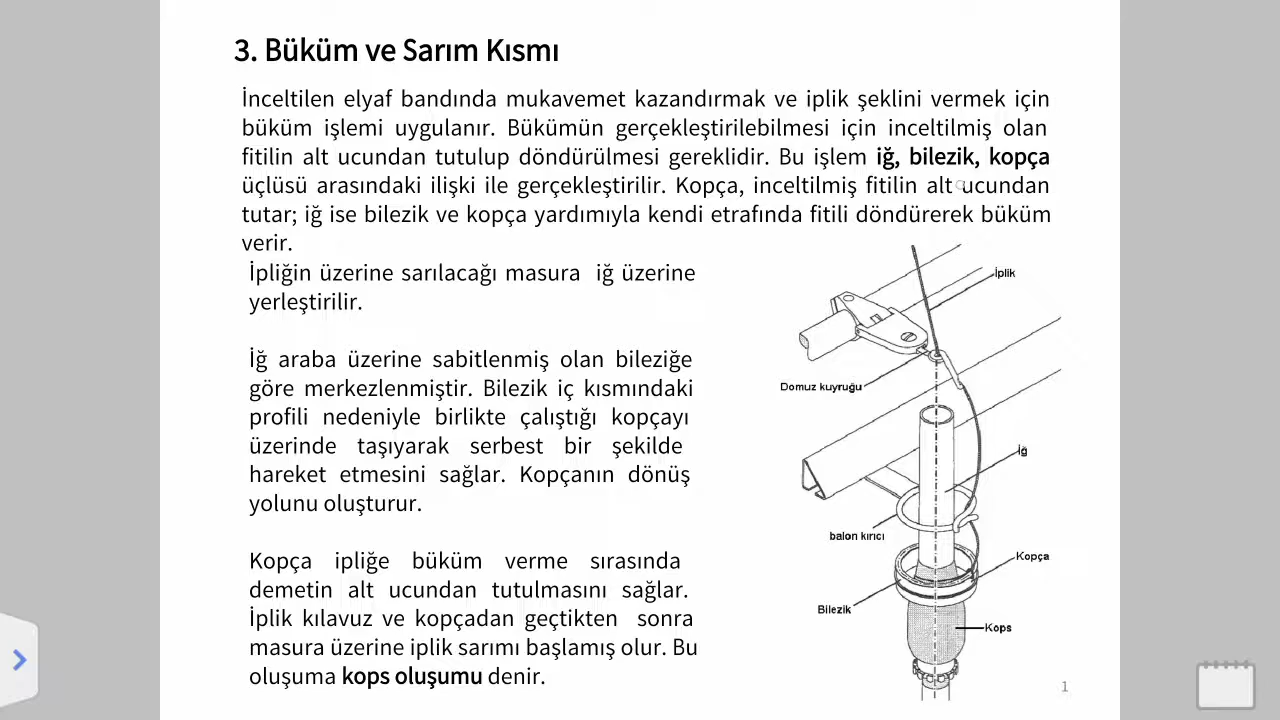 3. Büküm ve Sarım Kısmı
İnceltilen elyaf bandında mukavemet kazandırmak ve iplik şeklini vermek için
büküm işlemi uygulanır. Bükümün gerçekleştirilebilmesi için inceltilmiş olan
fitilin alt ucundan tutulup döndürülmesi gereklidir. Bu işlem iğ, bilezik, kopça
üçlüsü arasındaki ilişki ile gerçekleştirilir. Kopça, inceltilmiş fitilin alt ucundan
tutar; iğ ise bilezik ve kopça yardımıyla kendi etrafında fitili döndürerek büküm
verir.
İpliğin üzerine sarılacağı masura iğ üzerine
yerleştirilir.
İğ araba üzerine sabitlenmiş olan bileziğe
göre merkezlenmiştir. Bilezik iç kısmındaki
profili nedeniyle birlikte çalıştığı kopçayı
üzerinde taşıyarak serbest bir şekilde
hareket etmesini sağlar. Kopçanın dönüş
yolunu oluşturur.
Kopça ipliğe büküm verme sırasında
demetin alt ucundan tutulmasını sağlar.
İplik kılavuz ve kopçadan geçtikten sonra
masura üzerine iplik sarımı başlamış olur. Bu
oluşuma kops oluşumu denir.
İplik
Domuz kuyruğu
İğ
balon kırıcı
Kopça
Bilezik
Kops
1